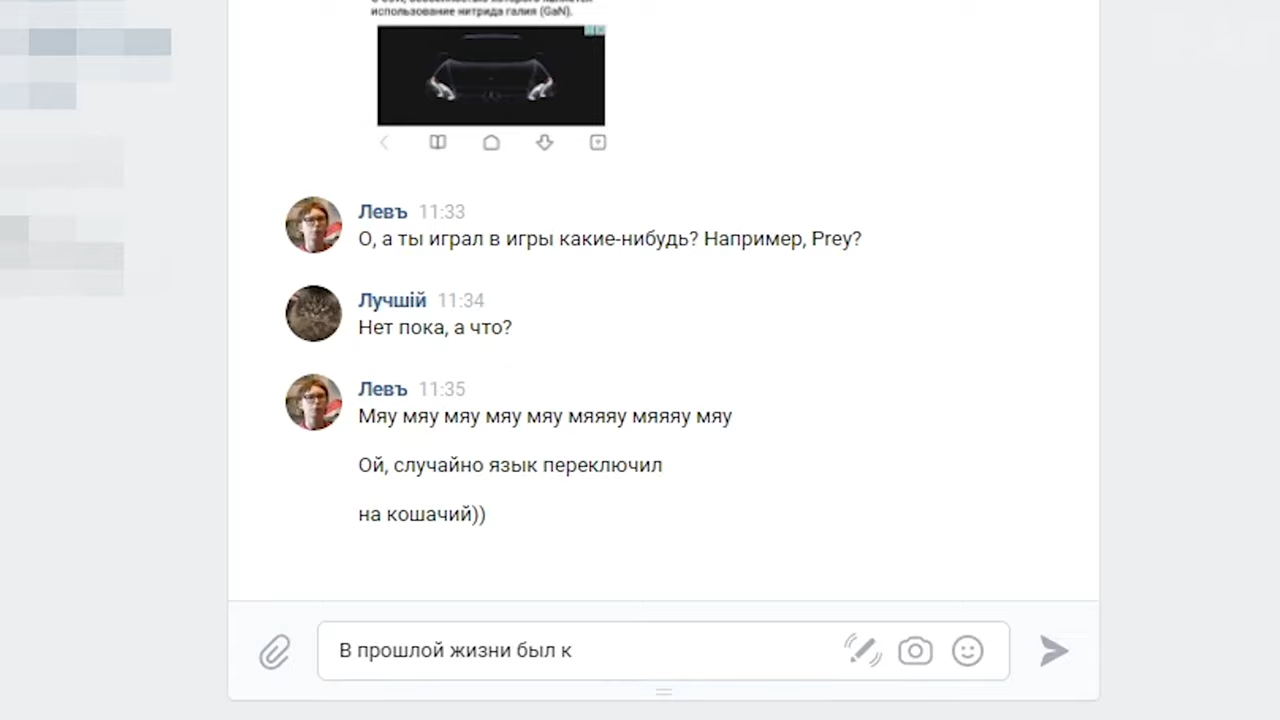 использование нитрида галия (GaN).
Левъ 11:33
О, а ты играл в игры какие-нибудь? Например, Prey?
Лучшій 11:34
Нет пока, а что?
Левъ 11:35
Мяу мяу мяу мяу мяу мяяяу мяяяу мяу
Ой, случайно язык переключил
на кошачий))
В прошлой жизни был к